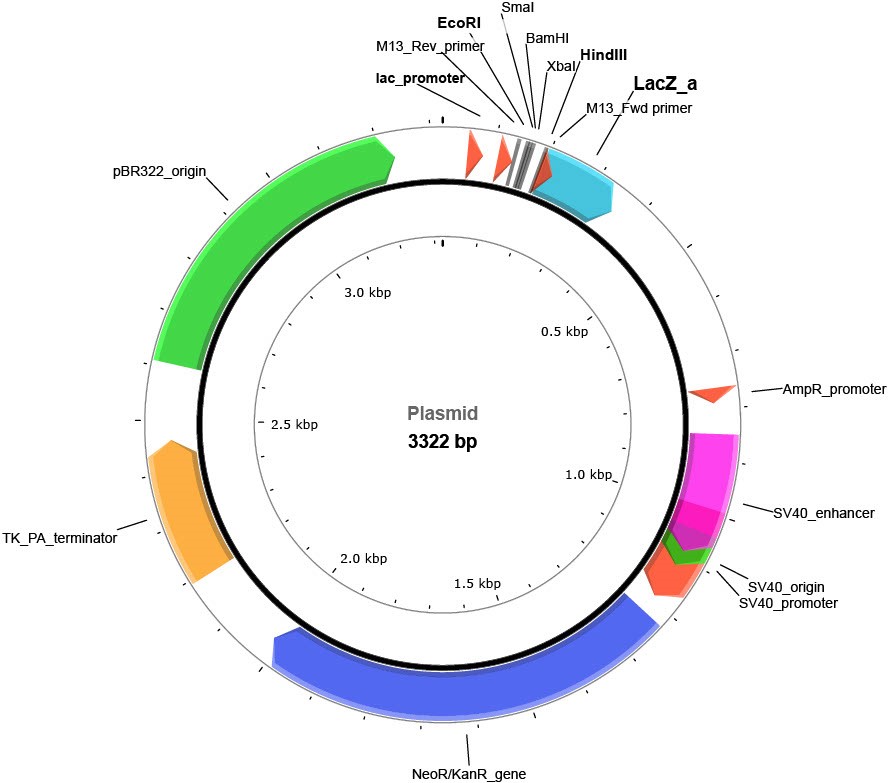 SmaI
EcoRI
BamHI
M13_Rev_primer
XbaI
HindIII
lac_promoter
LacZ_a
M13_Fwd primer
pBR322_origin
3.0 kbp
0.5 kbp
AmpR_promoter
Plasmid
2.5 kbp
3322 bp
1.0 kbp
SV40_enhancer
TK_PA_terminator
2.0 kbp
1.5 kbp
SV40_origin
SV40_promoter
NeoR/KanR_gene